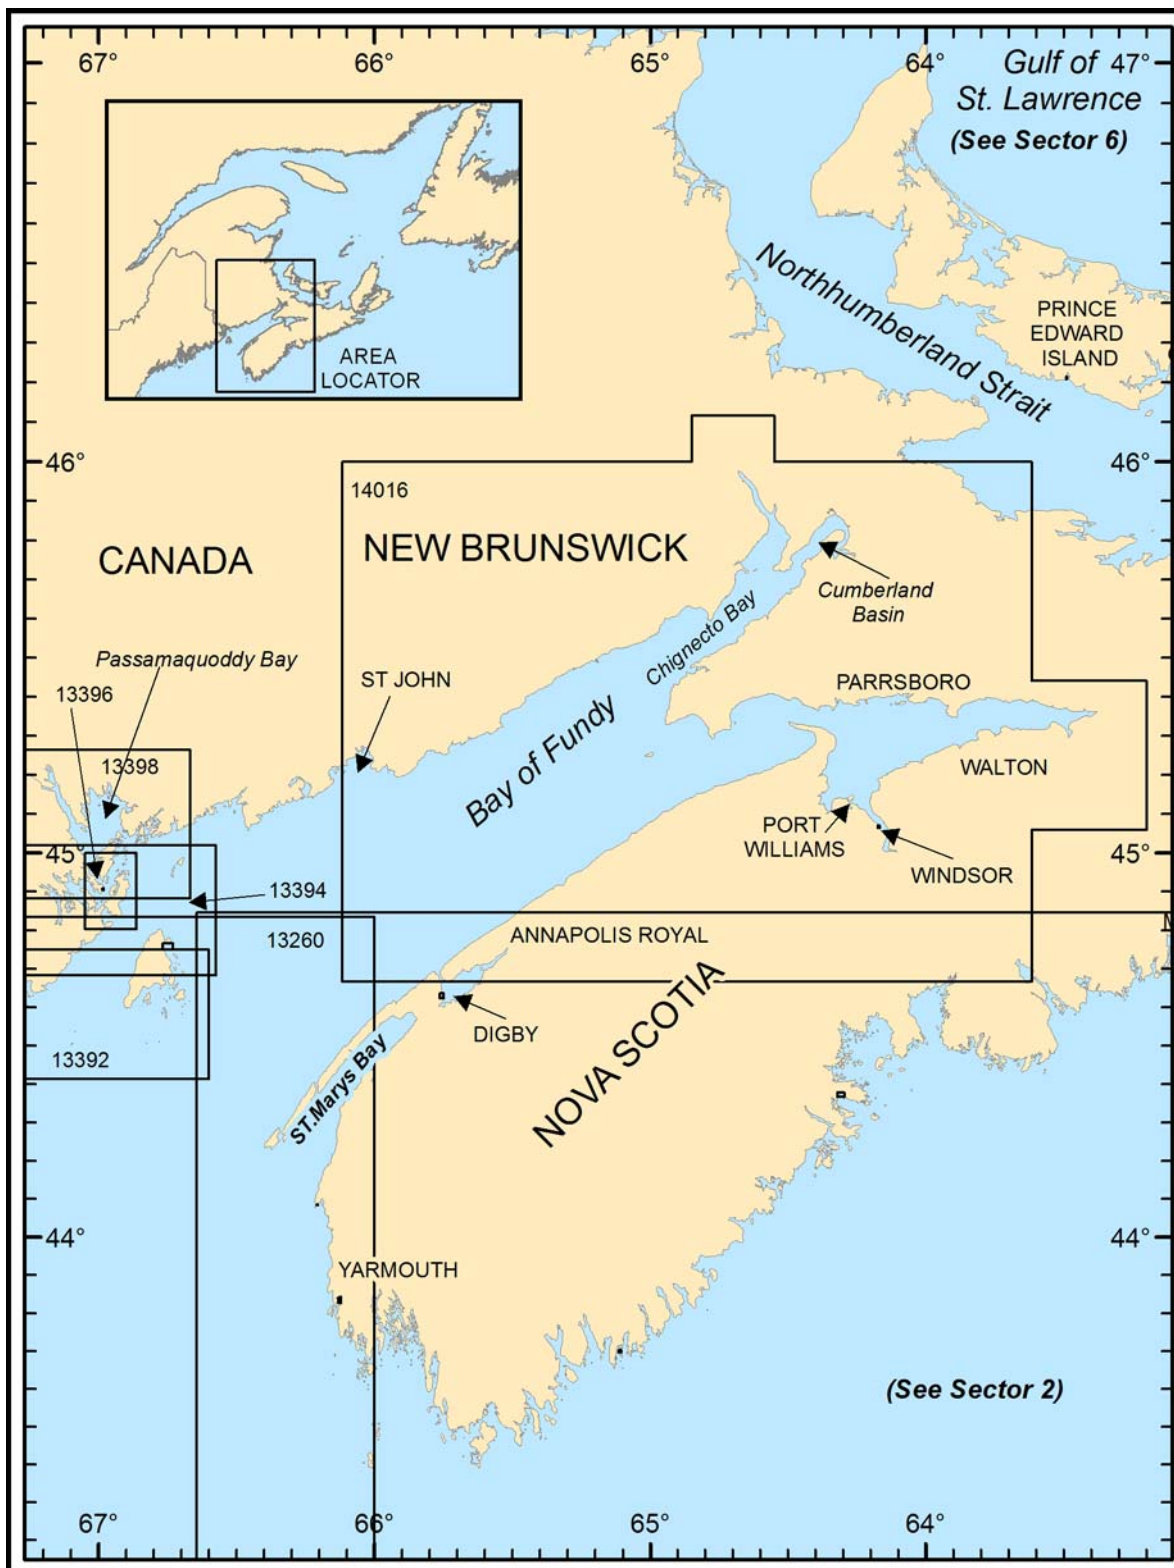 67°
66°
65°
64°
Gulf of 47°
St. Lawrence
(See Sector 6)
AREA
LOCATOR
Northhumberland Strait
PRINCE
EDWARD
ISLAND
46°
46°
14016
CANADA
NEW BRUNSWICK
Cumberland
Basin
Chignecto Bay
Passamaquoddy Bay
13396
ST JOHN
PARRSBORO
Bay of Fundy
13398
WALTON
PORT
WILLIAMS
45°
45°
WINDSOR
13394
13260
ANNAPOLIS ROYAL
DIGBY
NOVA SCOTIA
13392
ST.Marys Bay
44°
44°
YARMOUTH
(See Sector 2)
67°
66°
65°
64°